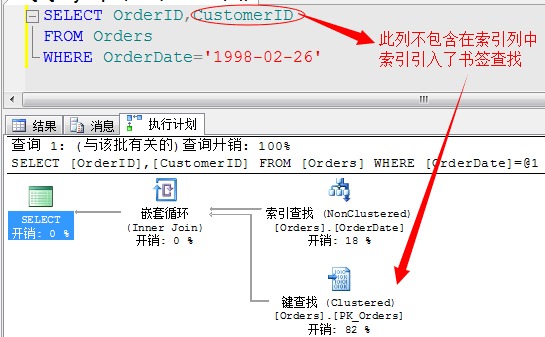 SELECT OrderID,CustomerID
FROM Orders
WHERE OrderDate='1998-02-26'
此列不包含在索引列中
索引引入了书签查找
结果 消息 执行计划
查询 1: (与该批有关的)查询开销: 100%
SELECT [OrderID],[CustomerID] FROM [Orders] WHERE [OrderDate]=@1
SELECT
开销: 0 %
嵌套循环
(Inner Join)
开销: 0 %
索引查找 (NonClustered)
[Orders].[OrderDate]
开销: 18 %
键查找 (Clustered)
[Orders].[PK_Orders]
开销: 82 %